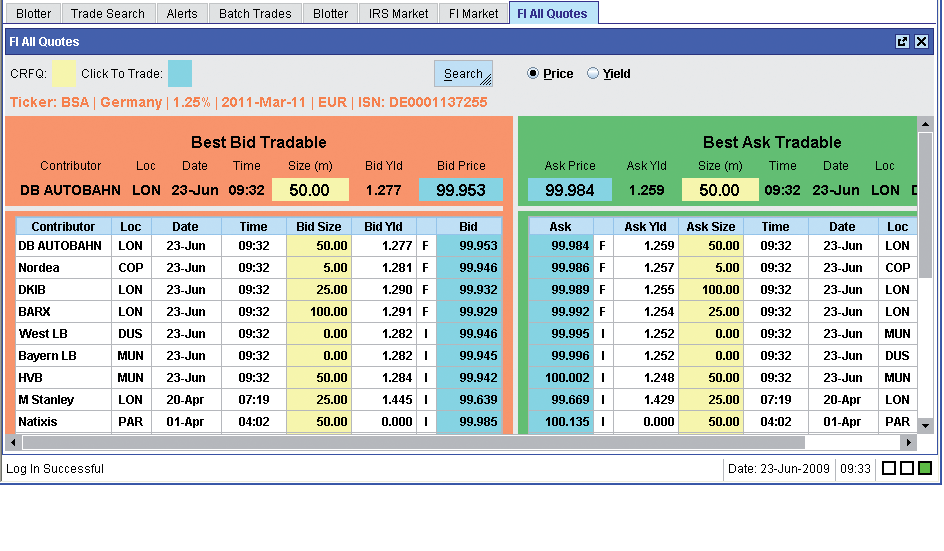 Blotter Trade Search Alerts Batch Trades Blotter IRS Market FI Market FI All Quotes
FI All Quotes
CRFQ: Click To Trade: Search Price Yield
Ticker: BSA | Germany | 1.25% | 2011-Mar-11 | EUR | ISN: DE0001137255
Best Bid Tradable Best Ask Tradable
Contributor Loc Date Time Size (m) Bid Yld Bid Price Ask Price Ask Yld Size (m) Time Date Loc
DB AUTOBAHN LON 23-Jun 09:32 50.00 1.277 99.953 99.984 1.259 50.00 09:32 23-Jun LON
Contributor Loc Date Time Bid Size Bid Yld Bid Ask Ask Yld Ask Size Time Date Loc
DB AUTOBAHN LON 23-Jun 09:32 50.00 1.277 F 99.953 99.984 F 1.259 50.00 09:32 23-Jun LON
Nordea COP 23-Jun 09:32 5.00 1.281 F 99.946 99.986 F 1.257 5.00 09:32 23-Jun COP
DKIB LON 23-Jun 09:32 25.00 1.290 F 99.932 99.989 F 1.255 100.00 09:32 23-Jun LON
BARX LON 23-Jun 09:32 100.00 1.291 F 99.929 99.992 F 1.254 25.00 09:32 23-Jun LON
West LB DUS 23-Jun 09:32 0.00 1.282 I 99.946 99.995 I 1.252 0.00 09:32 23-Jun MUN
Bayern LB MUN 23-Jun 09:32 0.00 1.282 I 99.945 99.996 I 1.252 0.00 09:32 23-Jun DUS
HVB MUN 23-Jun 09:32 50.00 1.284 I 99.942 100.002 I 1.248 50.00 09:32 23-Jun MUN
M Stanley LON 20-Apr 07:19 25.00 1.445 I 99.639 99.669 I 1.429 25.00 07:19 20-Apr LON
Natixis PAR 01-Apr 04:02 50.00 0.000 I 99.985 100.135 I 0.000 50.00 04:02 01-Apr PAR
Log In Successful Date: 23-Jun-2009 09:33